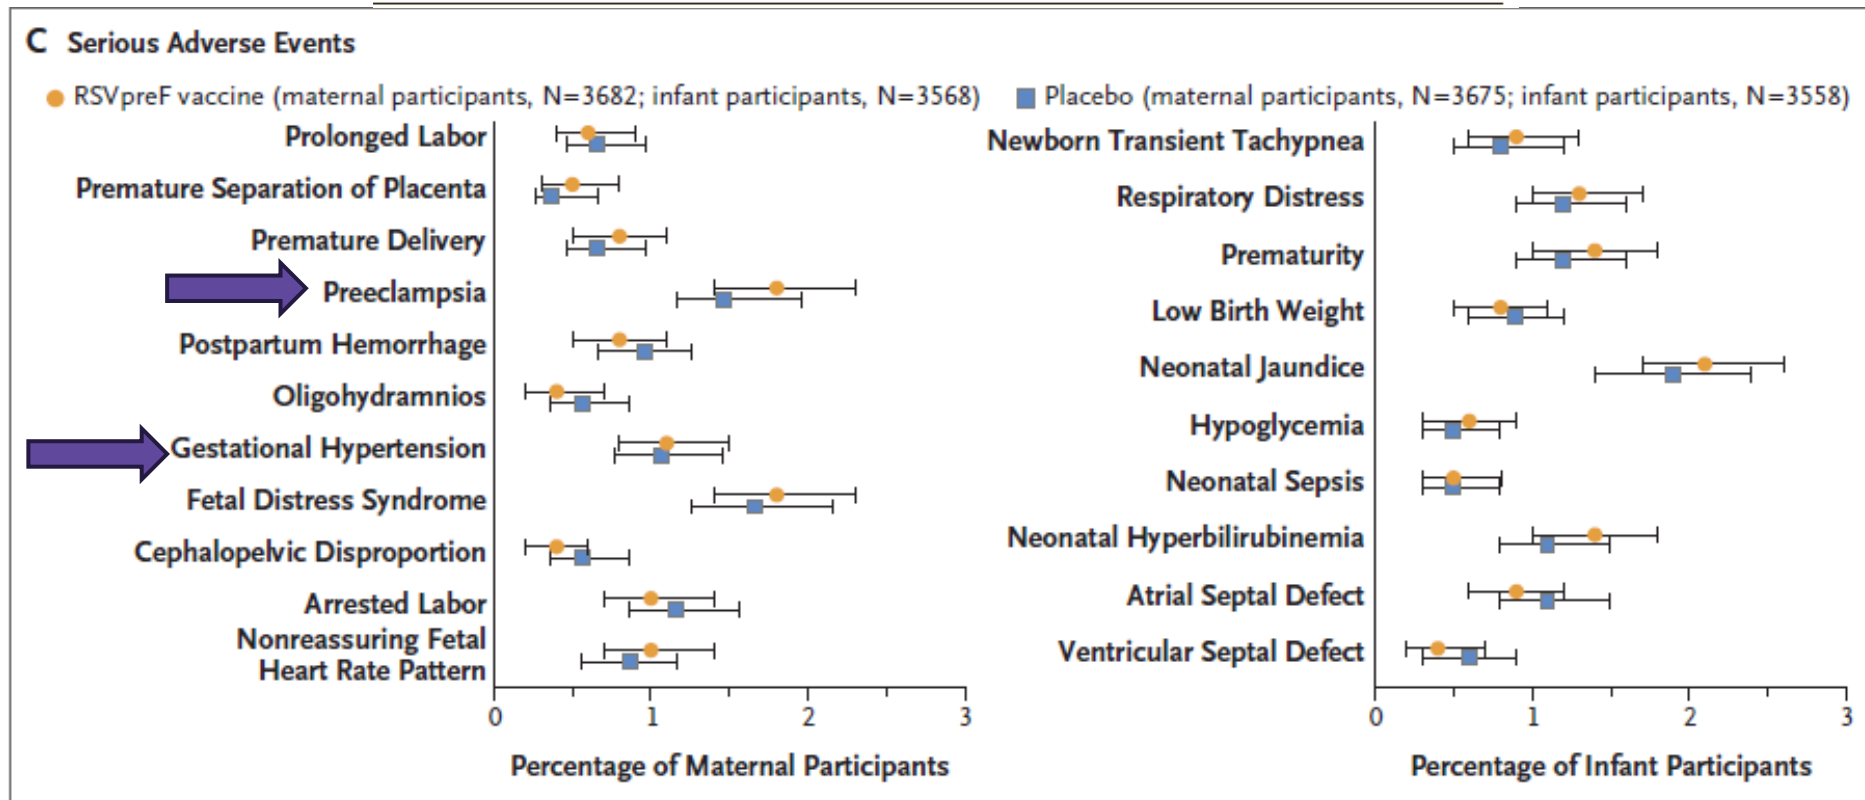 C Serious Adverse Events
RSVpreF vaccine (maternal participants, N=3682; infant participants, N=3568)
Placebo (maternal participants, N=3675; infant participants, N=3558)
Prolonged Labor
Premature Separation of Placenta
Premature Delivery
Preeclampsia
Postpartum Hemorrhage
Oligohydramnios
Gestational Hypertension
Fetal Distress Syndrome
Cephalopelvic Disproportion
Arrested Labor
Nonreassuring Fetal
Heart Rate Pattern
0 1 2 3
Percentage of Maternal Participants
Newborn Transient Tachypnea
Respiratory Distress
Prematurity
Low Birth Weight
Neonatal Jaundice
Hypoglycemia
Neonatal Sepsis
Neonatal Hyperbilirubinemia
Atrial Septal Defect
Ventricular Septal Defect
0 1 2 3
Percentage of Infant Participants